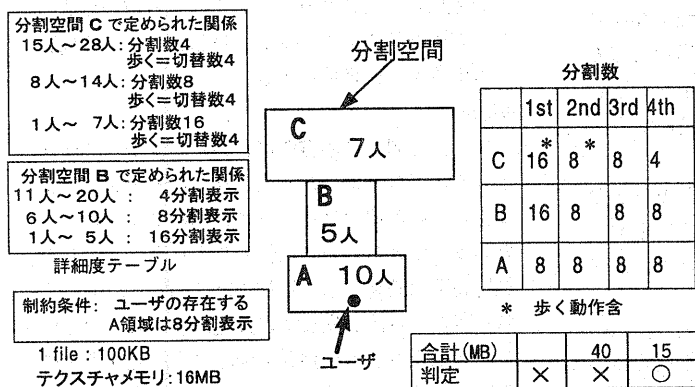 分割空間 C で定められた関係
15人～28人: 分割数4
歩く=切替数4
8人～14人: 分割数8
歩く=切替数4
1人～ 7人: 分割数16
歩く=切替数4
分割空間 B で定められた関係
11人～20人 : 4分割表示
6人～10人 : 8分割表示
1人～ 5人 : 16分割表示
詳細度テーブル
制約条件: ユーザの存在する
A領域は8分割表示
1 file : 100KB
テクスチャメモリ:16MB
分割空間
C
7人
B
5人
A 10人
ユーザ
分割数
1st 2nd 3rd 4th
C 16* 8* 8 4
B 16 8 8 8
A 8 8 8 8
* 歩く動作含
合計(MB) 40 15
判定 × × ○